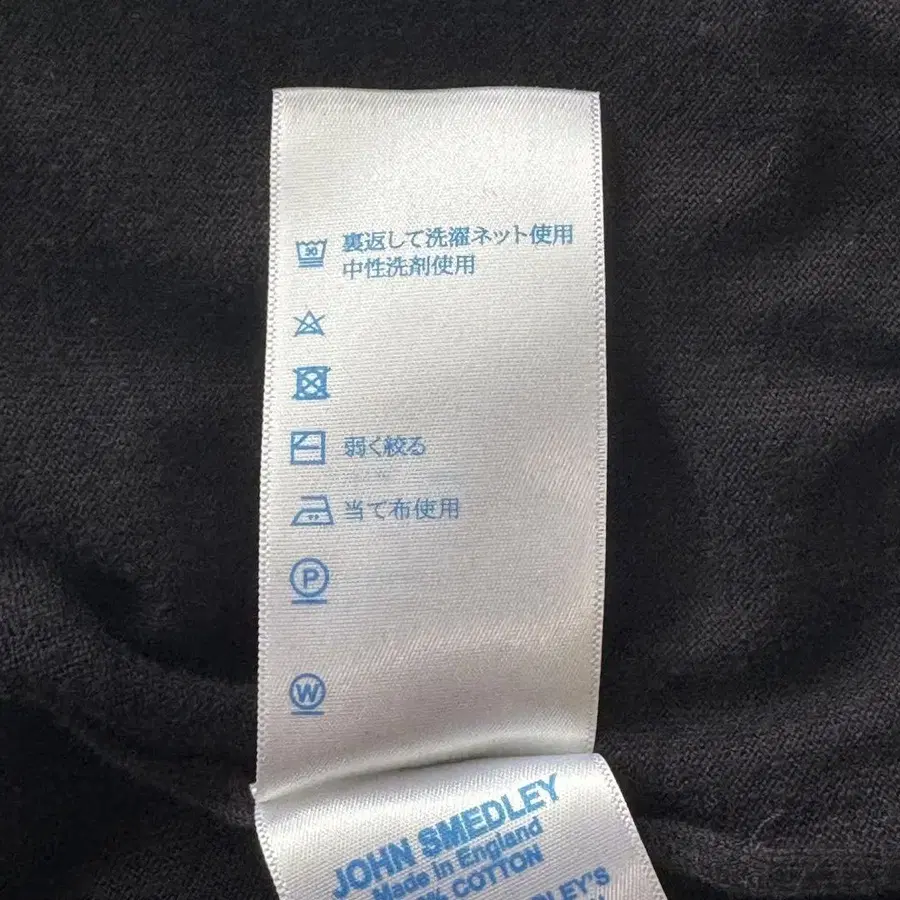 30
裏返して洗濯ネット使用
中性洗剤使用
弱く絞る
当て布使用
P
W
JOHN SMEDLEY
Made in England
% COTTON